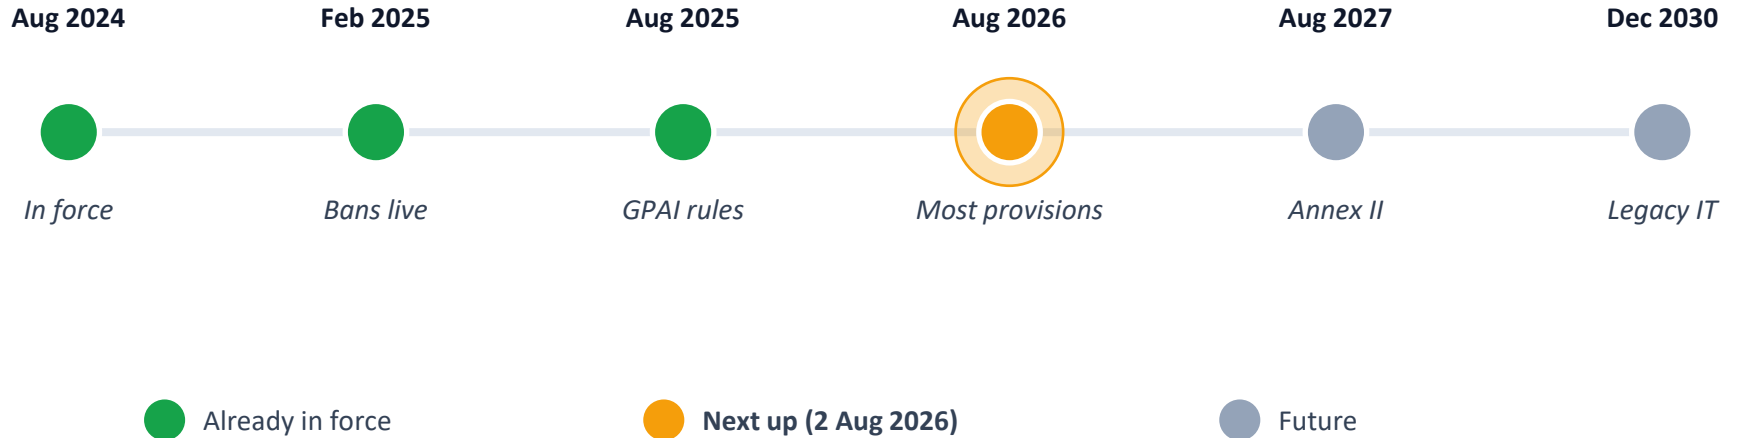 Aug 2024 Feb 2025 Aug 2025 Aug 2026 Aug 2027 Dec 2030
In force Bans live GPAI rules Most provisions Annex II Legacy IT
Already in force Next up (2 Aug 2026) Future